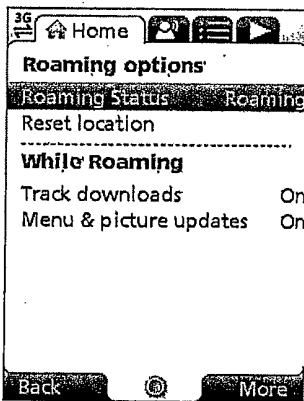 3G
Home
Roaming options
Roaming Status Roaming
Reset location
While Roaming
Track downloads On
Menu & picture updates On
Back More